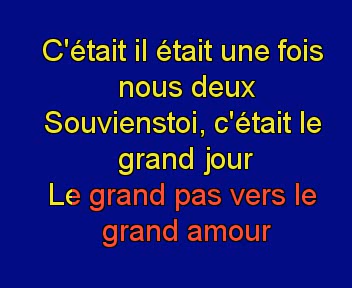 C'était il était une fois
nous deux
Souvienstoi, c'était le
grand jour
Le grand pas vers le
grand amour